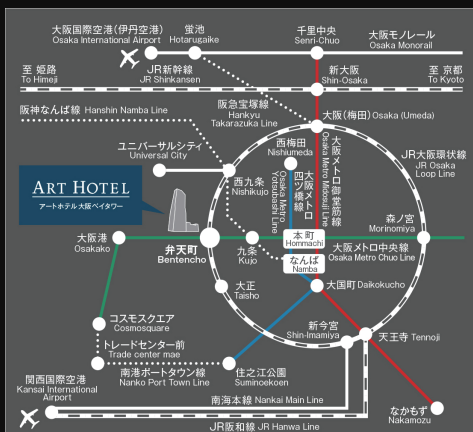 大阪国際空港(伊丹空港)
Osaka International Airport
蛍池
Hotarugaike
千里中央
Senri-Chuo
大阪モノレール
Osaka Monorail
至 姫路
To Himeji
JR新幹線
JR Shinkansen
新大阪
Shin-Osaka
至 京都
To Kyoto
阪神なんば線 Hanshin Namba Line
阪急宝塚線
Hankyu
Takarazuka Line
大阪(梅田) Osaka (Umeda)
ユニバーサルシティ
Universal City
西梅田
Nishiumeda
大阪メトロ御堂筋線
Osaka Metro Midosuji Line
大阪メトロ
四ツ橋線
Osaka Metro
Yotsubashi Line
JR大阪環状線
JR Osaka
Loop Line
ART HOTEL
アートホテル大阪ベイタワー
西九条
Nishikujo
森ノ宮
Morinomiya
大阪港
Osakako
弁天町
Bentencho
九条
Kujo
本町
Hommachi
大阪メトロ中央線
Osaka Metro Chuo Line
なんば
Namba
大正
Taisho
大国町 Daikokucho
コスモスクエア
Cosmosquare
新今宮
Shin-Imamiya
天王寺 Tennoji
トレードセンター前
Trade center mae
南港ポートタウン線
Nanko Port Town Line
住之江公園
Suminoekoen
関西国際空港
Kansai International
Airport
南海本線 Nankai Main Line
なかもず
Nakamozu
JR阪和線 JR Hanwa Line